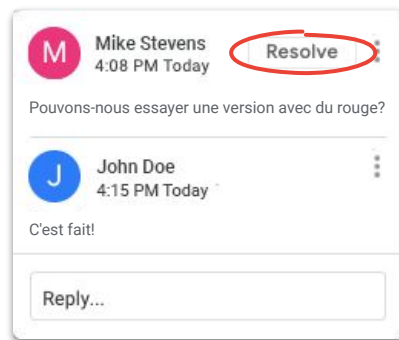 M
Mike Stevens
Resolve
4:08 PM Today
Pouvons-nous essayer une version avec du rouge?
J
John Doe
4:15 PM Today
C'est fait!
Reply...